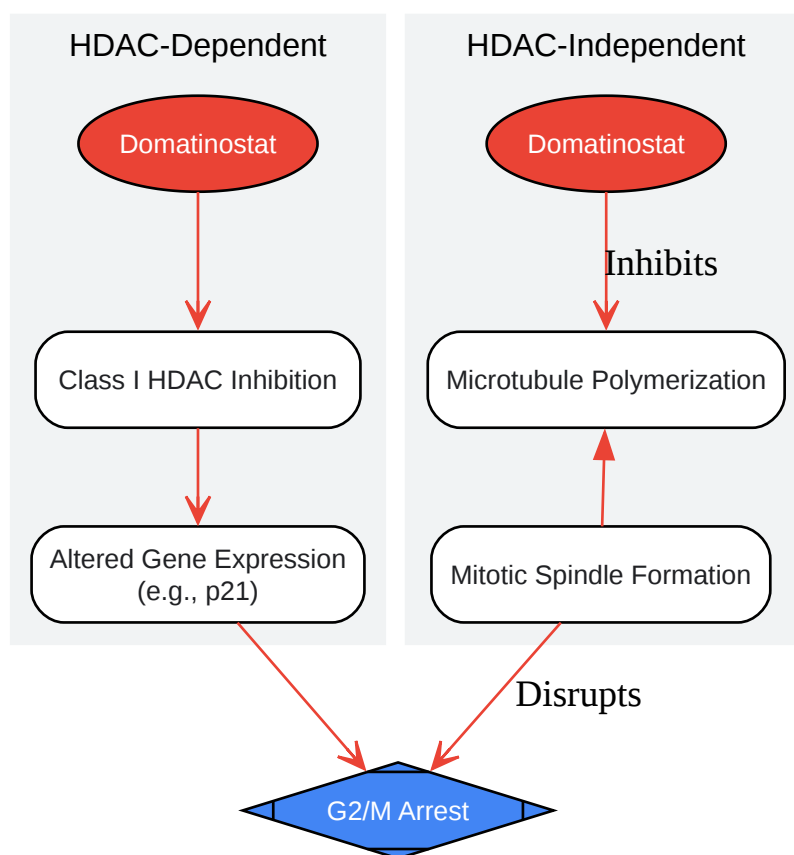 HDAC-Dependent
HDAC-Independent
Domatinostat
Domatinostat
Inhibits
Class I HDAC Inhibition
Microtubule Polymerization
Altered Gene Expression
(e.g., p21)
Mitotic Spindle Formation
Disrupts
G2/M Arrest